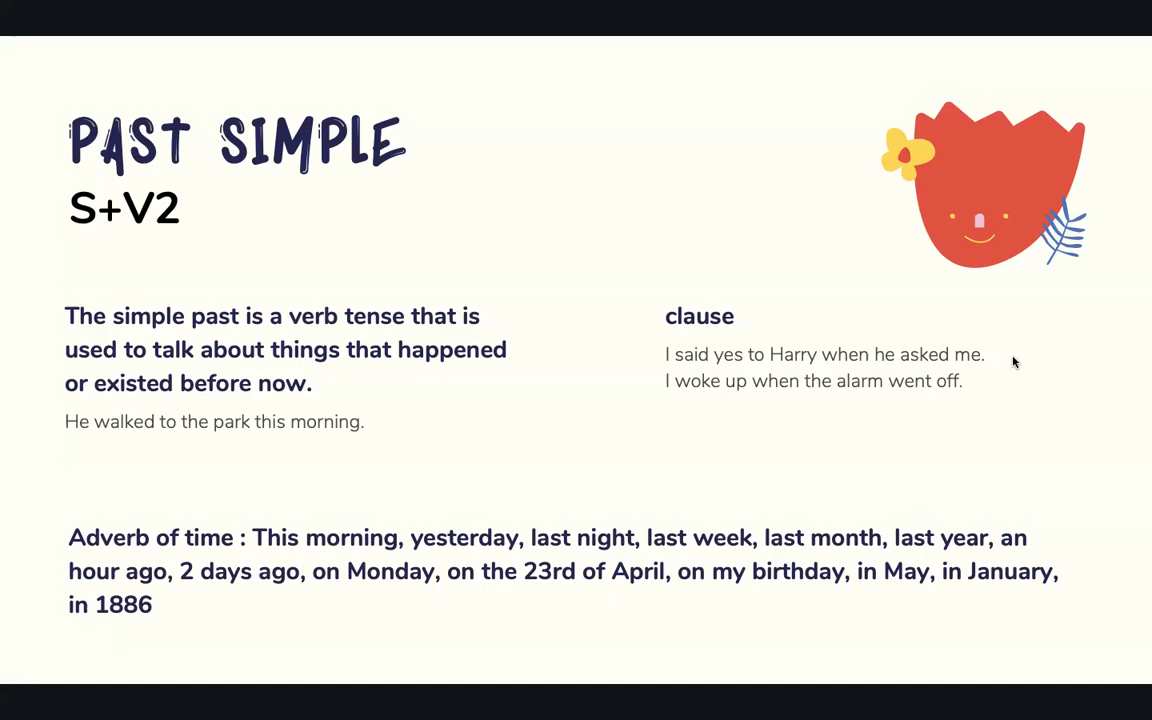 PAST SIMPLE
S+V2
The simple past is a verb tense that is
used to talk about things that happened
or existed before now.
He walked to the park this morning.
clause
I said yes to Harry when he asked me.
I woke up when the alarm went off.
Adverb of time : This morning, yesterday, last night, last week, last month, last year, an
hour ago, 2 days ago, on Monday, on the 23rd of April, on my birthday, in May, in January,
in 1886